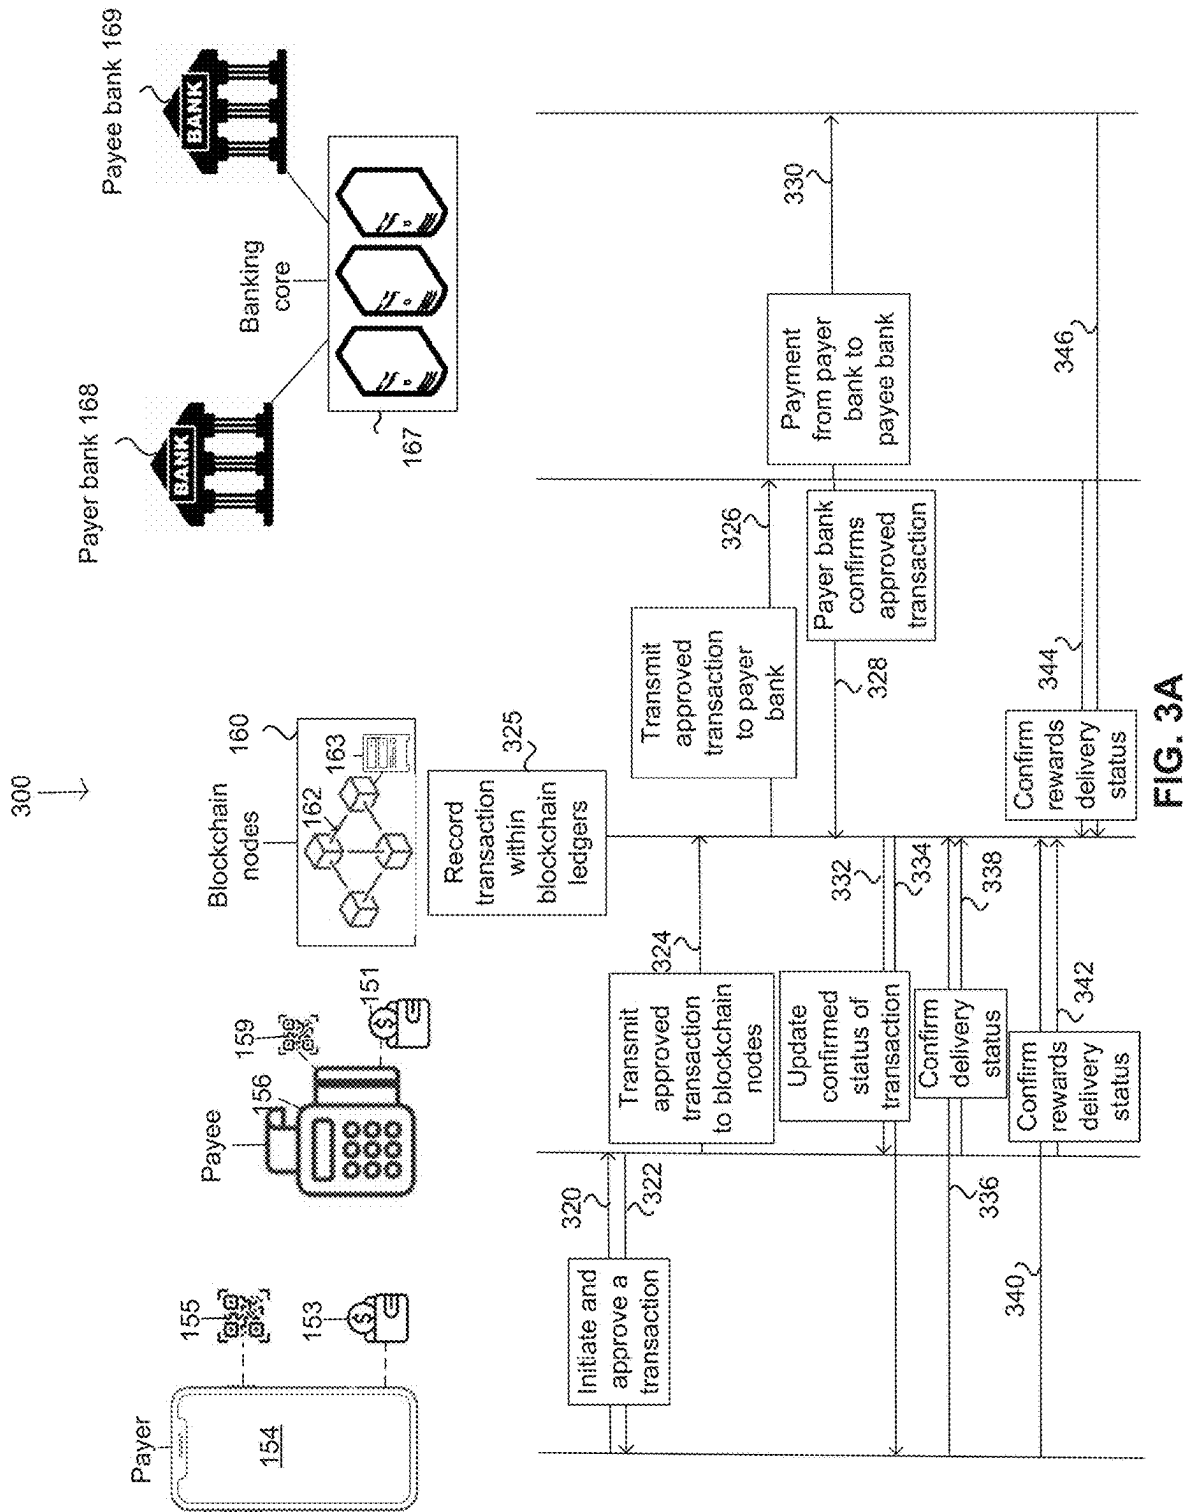 300
Payer
154
155
153
Payee
156
159
151
Blockchain
nodes
160
162
163
Payer bank 168
BANK
Banking
core
167
Payee bank 169
BANK
Record
transaction
within
blockchain
ledgers
325
Initiate and
approve a
transaction
320
322
Transmit
approved
transaction
to blockchain
nodes
324
Transmit
approved
transaction
to payer
bank
326
Payer bank
confirms
approved
transaction
328
Payment
from payer
bank to
payee bank
330
Update
confirmed
status of
transaction
332
334
Confirm
delivery
status
336
338
Confirm
rewards
delivery
status
340
342
Confirm
rewards
delivery
status
344
346
FIG. 3A